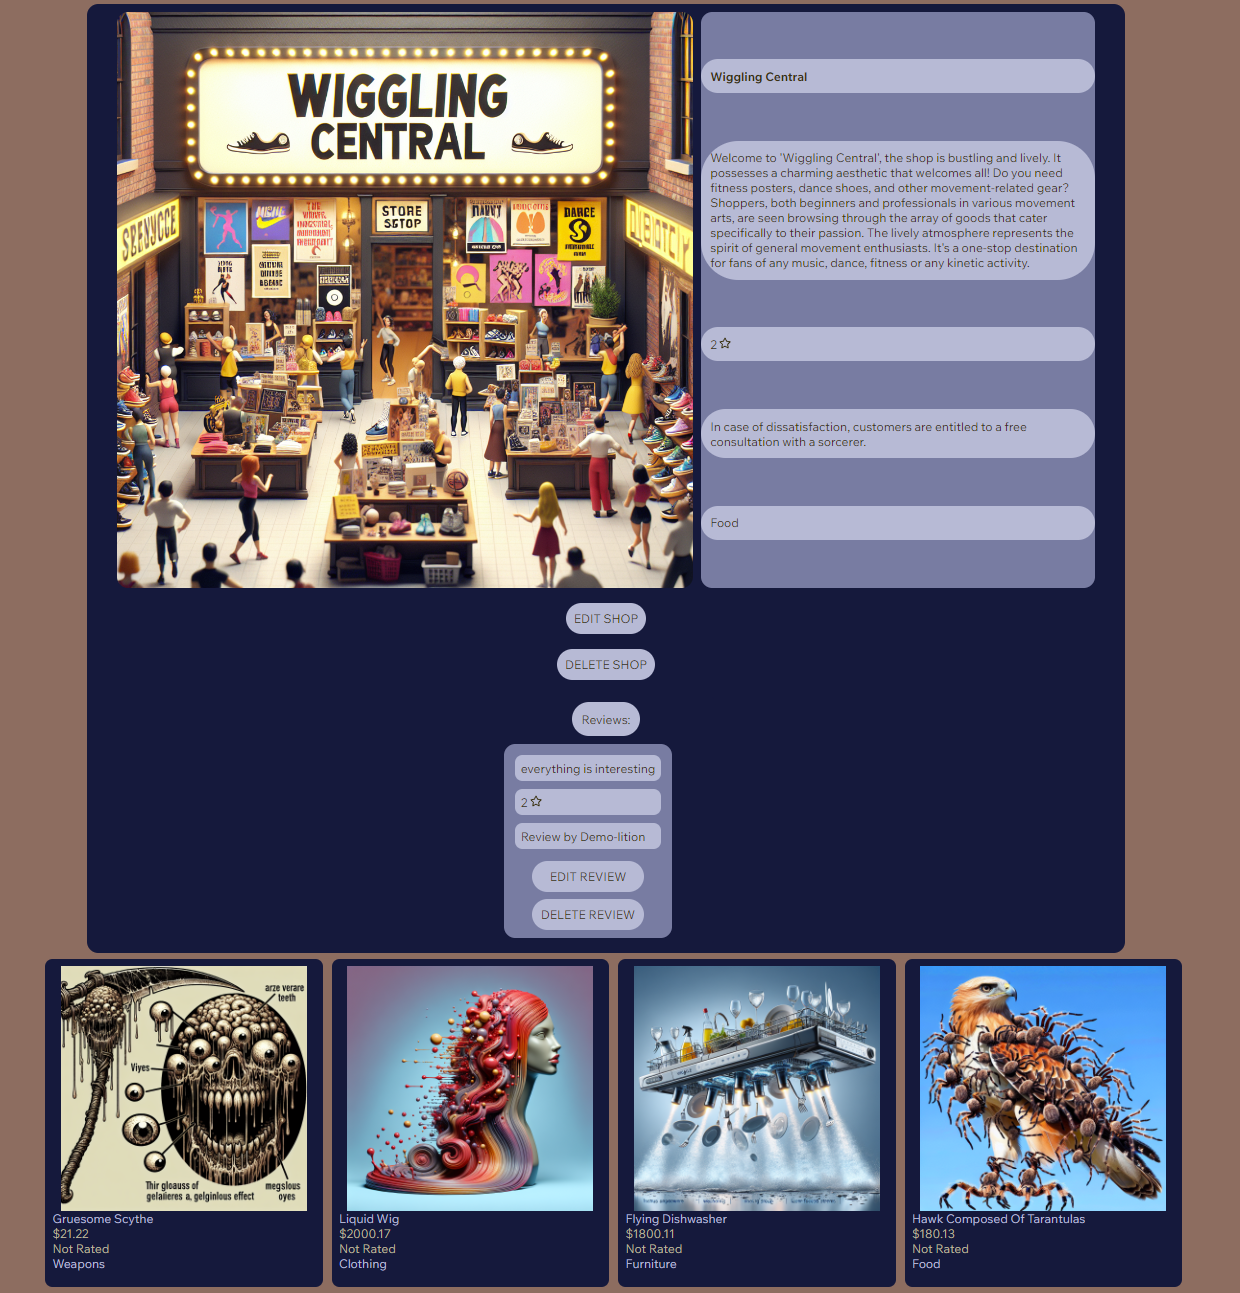 WIGGLING
CENTRAL
STORE
DANCE
Wiggling Central
Welcome to 'Wiggling Central', the shop is bustling and lively. It
possesses a charming aesthetic that welcomes all! Do you need
fitness posters, dance shoes, and other movement-related gear?
Shoppers, both beginners and professionals in various movement
arts, are seen browsing through the array of goods that cater
specifically to their passion. The lively atmosphere represents the
spirit of general movement enthusiasts. It's a one-stop destination
for fans of any music, dance, fitness or any kinetic activity.
2
In case of dissatisfaction, customers are entitled to a free
consultation with a sorcerer.
Food
EDIT SHOP
DELETE SHOP
Reviews:
everything is interesting
2
Review by Demo-lition
EDIT REVIEW
DELETE REVIEW
arze verare
teeth
Viyes
Thir gloauss of
gelaiieres a, gelginlous effect
megslous
oyes
Gruesome Scythe
$21.22
Not Rated
Weapons
Liquid Wig
$2000.17
Not Rated
Clothing
Flying Dishwasher
$1800.11
Not Rated
Furniture
Hawk Composed Of Tarantulas
$180.13
Not Rated
Food